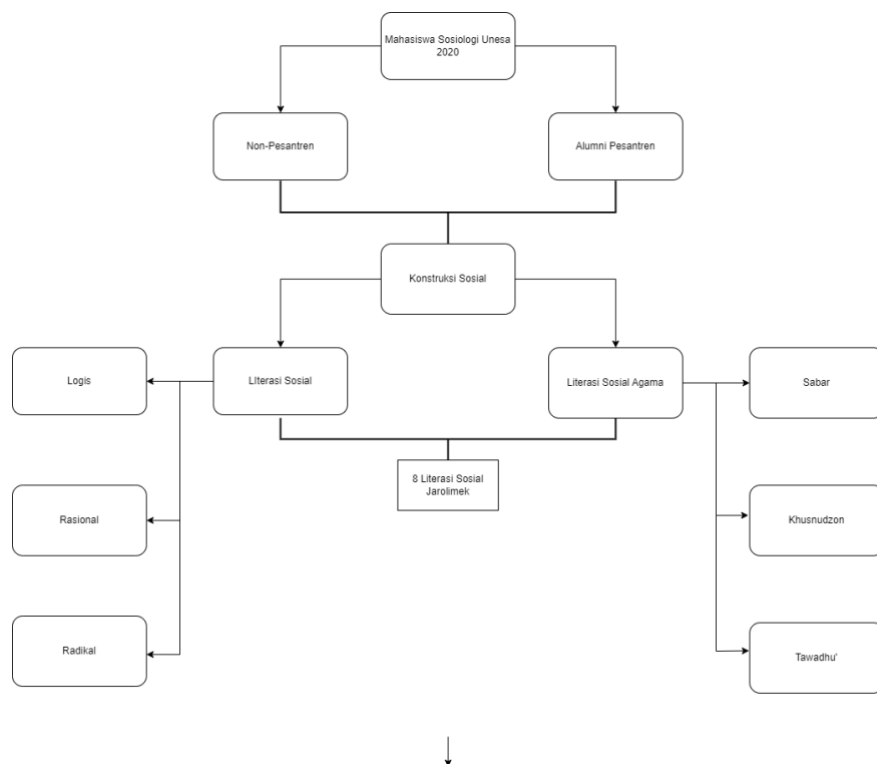 Mahasiswa Sosiologi Unesa
2020
Non-Pesantren
Alumni Pesantren
Konstruksi Sosial
Logis
LIterasi Sosial
Literasi Sosial Agama
Sabar
8 Literasi Sosial
Jarolimek
Rasional
Khusnudzon
Radikal
Tawadhu'